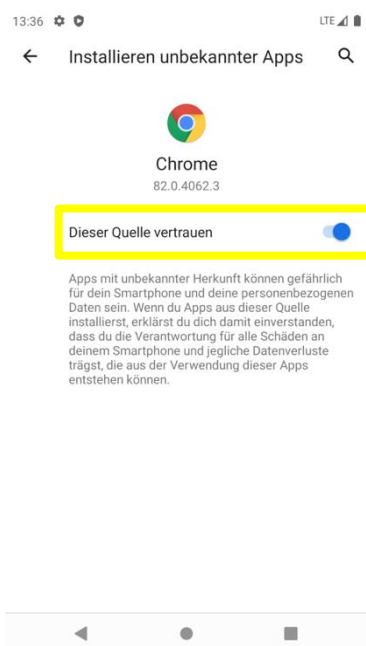 13:36 LTE
Installieren unbekannter Apps
Chrome
82.0.4062.3
Dieser Quelle vertrauen
Apps mit unbekannter Herkunft können gefährlich
für dein Smartphone und deine personenbezogenen
Daten sein. Wenn du Apps aus dieser Quelle
installierst, erklärst du dich damit einverstanden,
dass du die Verantwortung für alle Schäden an
deinem Smartphone und jegliche Datenverluste
trägst, die aus der Verwendung dieser Apps
entstehen können.